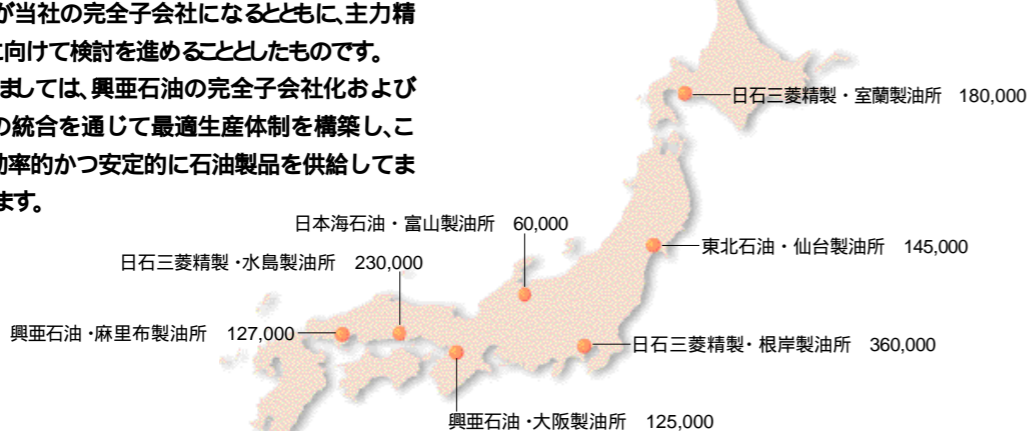 が当社の完全子会社になるとともに、主力精
に向けて検討を進めることとしたものです。
ましては、興亜石油の完全子会社化および
の統合を通じて最適生産体制を構築し、こ
効率的かつ安定的に石油製品を供給してま
ます。
日石三菱精製・室蘭製油所 180,000
日本海石油・富山製油所 60,000
東北石油・仙台製油所 145,000
日石三菱精製・水島製油所 230,000
興亜石油・麻里布製油所 127,000
日石三菱精製・根岸製油所 360,000
興亜石油・大阪製油所 125,000